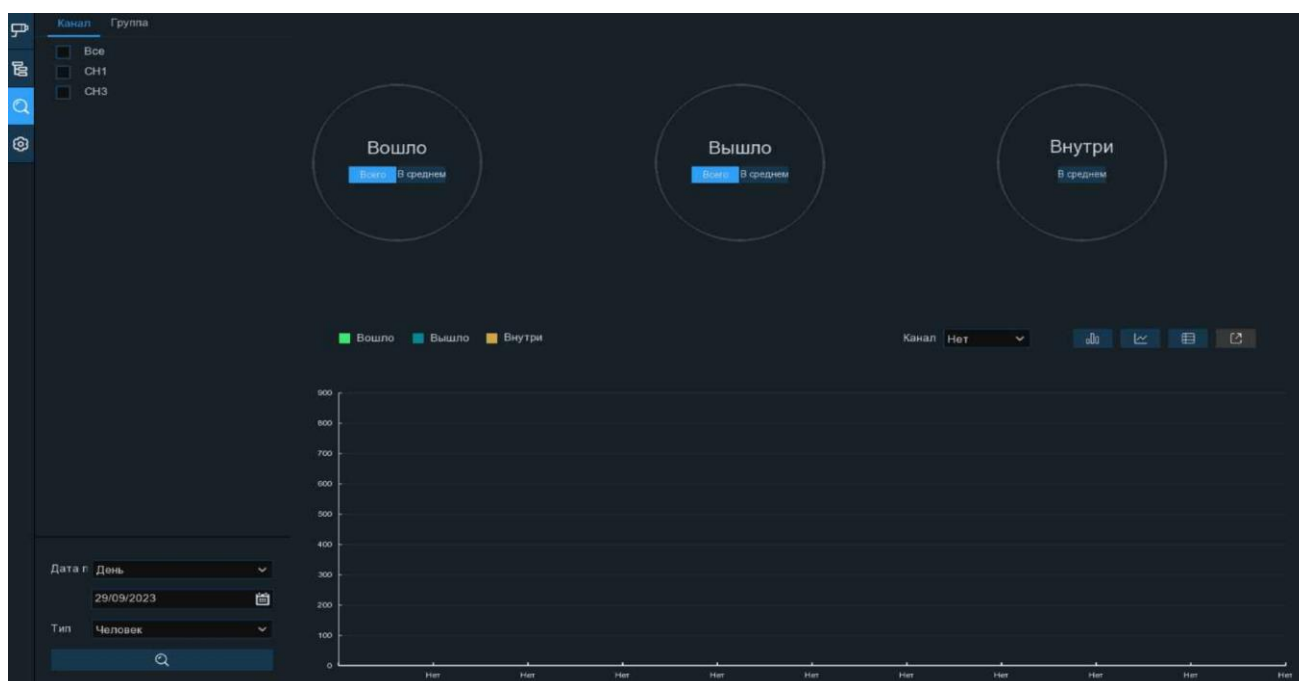 Канал Группа
Все
CH1
CH3
Вошло
Всего В среднем
Вышло
Всего В среднем
Внутри
В среднем
Вошло Вышло Внутри
Канал Нет
900
800
700
600
500
400
300
200
100
0
Нет Нет Нет Нет Нет Нет Нет Нет Нет Нет
Дата п День
29/09/2023
Тип Человек